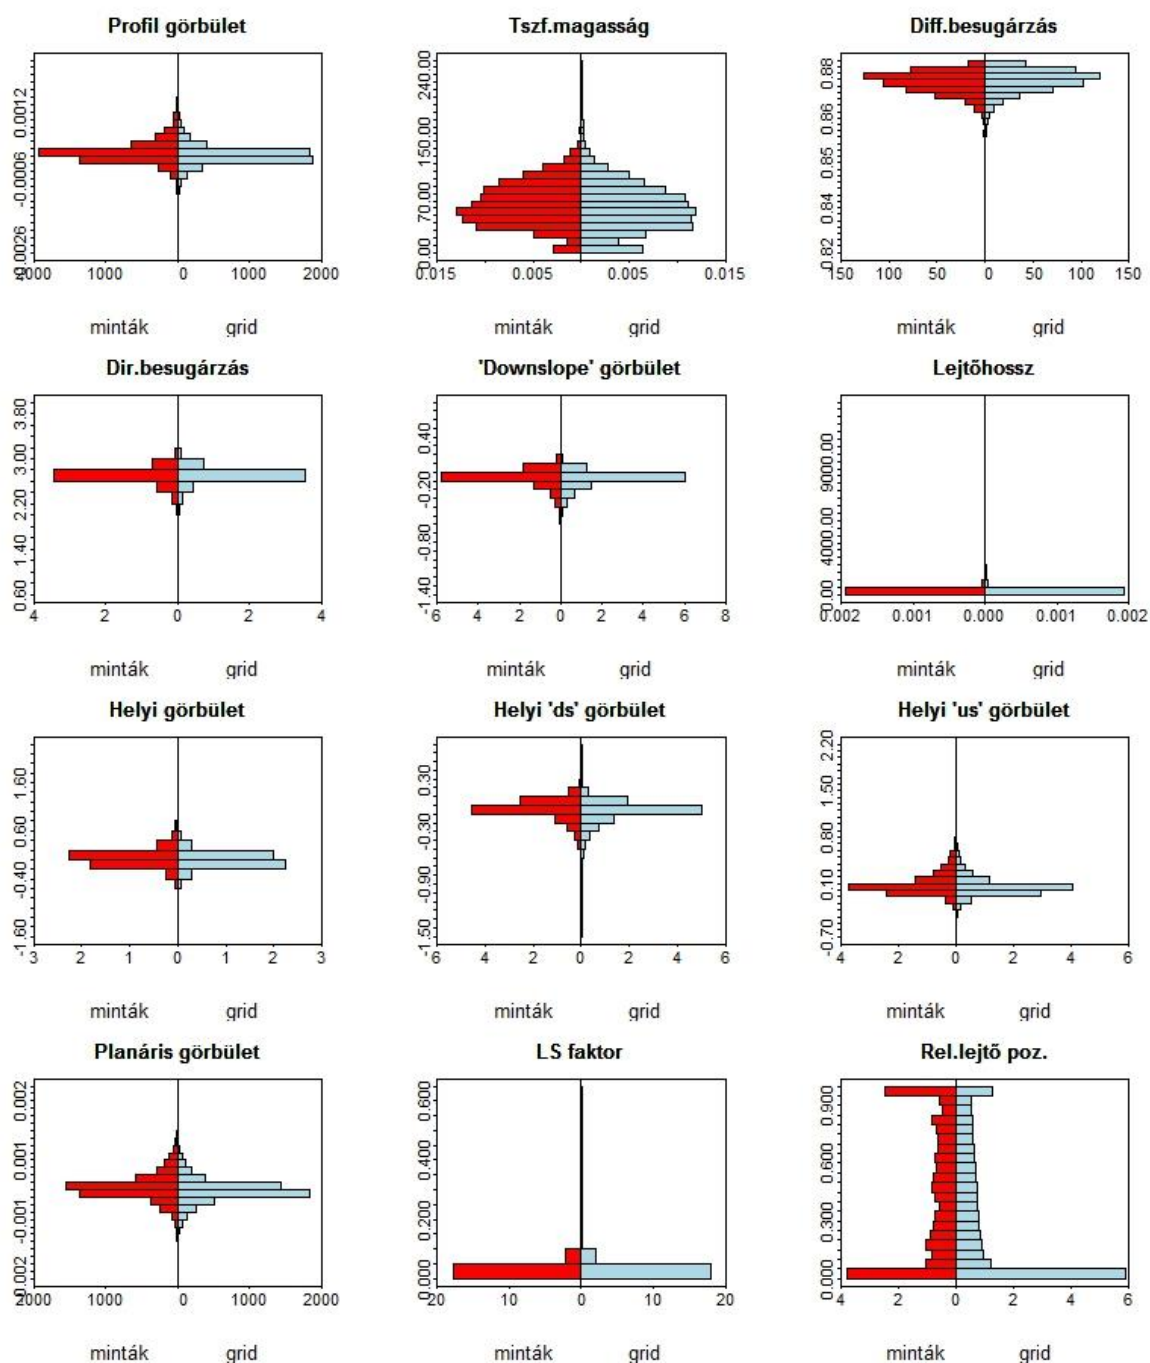 Profil görbület
0.0012
-0.0006
-0.0026
2000 1000 0 1000 2000
minták grid
Tszf.magasság
240.00
150.00
70.00
0.00
0.015 0.005 0.005 0.015
minták grid
Diff.besugárzás
0.88
0.86
0.85
0.84
0.82
150 100 50 0 50 100 150
minták grid
Dir.besugárzás
3.80
3.00
2.20
1.40
0.60
4 2 0 2 4
minták grid
'Downslope' görbület
0.40
-0.20
-0.80
-1.40
6 4 2 0 2 4 6 8
minták grid
Lejtőhossz
9000.00
4000.00
0.00
0.002 0.001 0.000 0.001 0.002
minták grid
Helyi görbület
1.60
0.60
-0.40
-1.60
3 2 1 0 1 2 3
minták grid
Helyi 'ds' görbület
0.30
-0.30
-0.90
-1.50
6 4 2 0 2 4 6
minták grid
Helyi 'us' görbület
2.20
1.50
0.80
0.10
-0.70
4 2 0 2 4 6
minták grid
Planáris görbület
0.002
0.001
-0.001
-0.002
2000 1000 0 1000 2000
minták grid
LS faktor
0.600
0.400
0.200
0.000
20 10 0 10 20
minták grid
Rel.lejtő poz.
0.900
0.600
0.300
0.000
4 2 0 2 4 6
minták grid